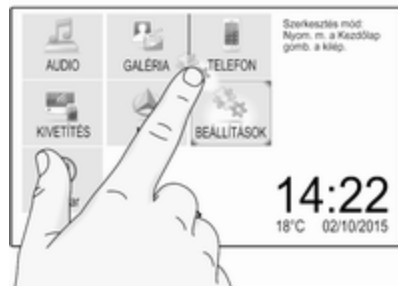 AUDIO
GALÉRIA
TELEFON
Szerkesztés mód:
Nyom. m. a Kezdőlap
gomb. a kilép.
KIVETÍTÉS
BEÁLLÍTÁSOK
14:22
18°C 02/10/2015